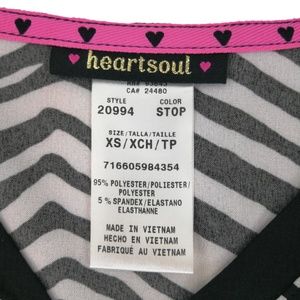 heartsoul
CA# 24480
STYLE COLOR
20994 STOP
SIZE/TALLA/TAILLE
XS/XCH/TP
716605984354
95% POLYESTER/POLIESTER/
POLYESTER
5% SPANDEX/ELASTANO
ELASTHANNE
MADE IN VIETNAM
HECHO EN VIETNAM
FABRIQUÉ AU VIETNAM